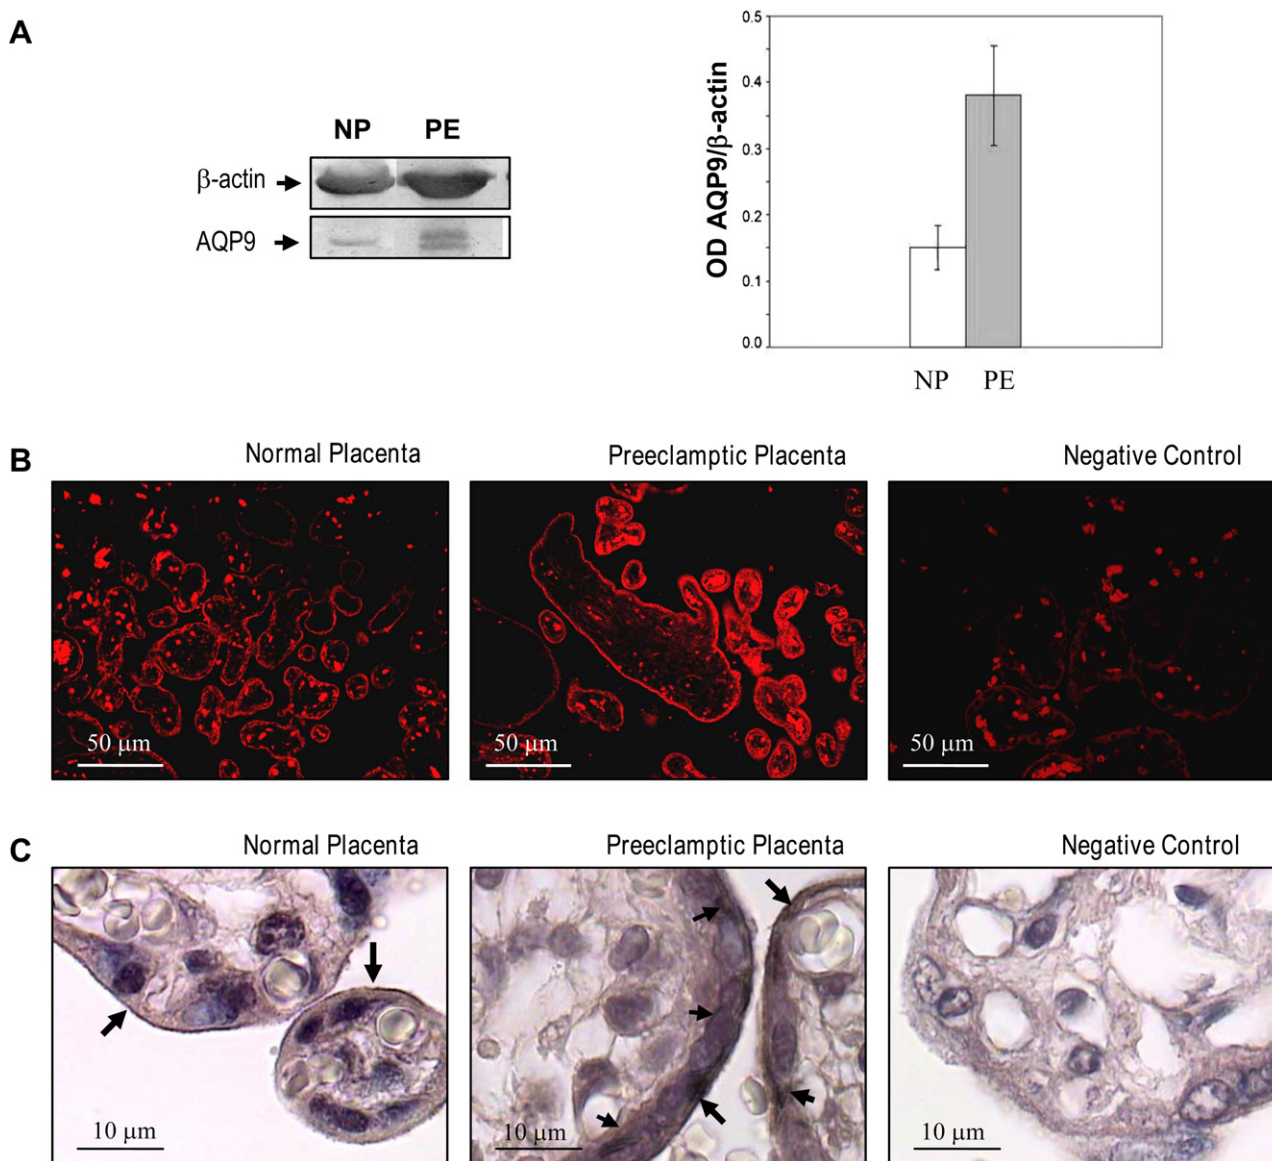 A
NP PE
β-actin
AQP9
OD AQP9/β-actin
0.5
0.4
0.3
0.2
0.1
0.0
NP PE
B
Normal Placenta Preeclamptic Placenta Negative Control
50 μm 50 μm 50 μm
C
Normal Placenta Preeclamptic Placenta Negative Control
10 μm 10 μm 10 μm